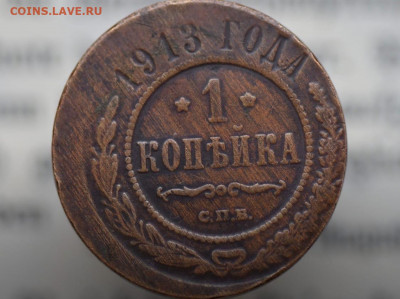 COINS.LAVE.RU
1913 ГОДА
* 1 *
КОПѢЙКА
С.П.Б.